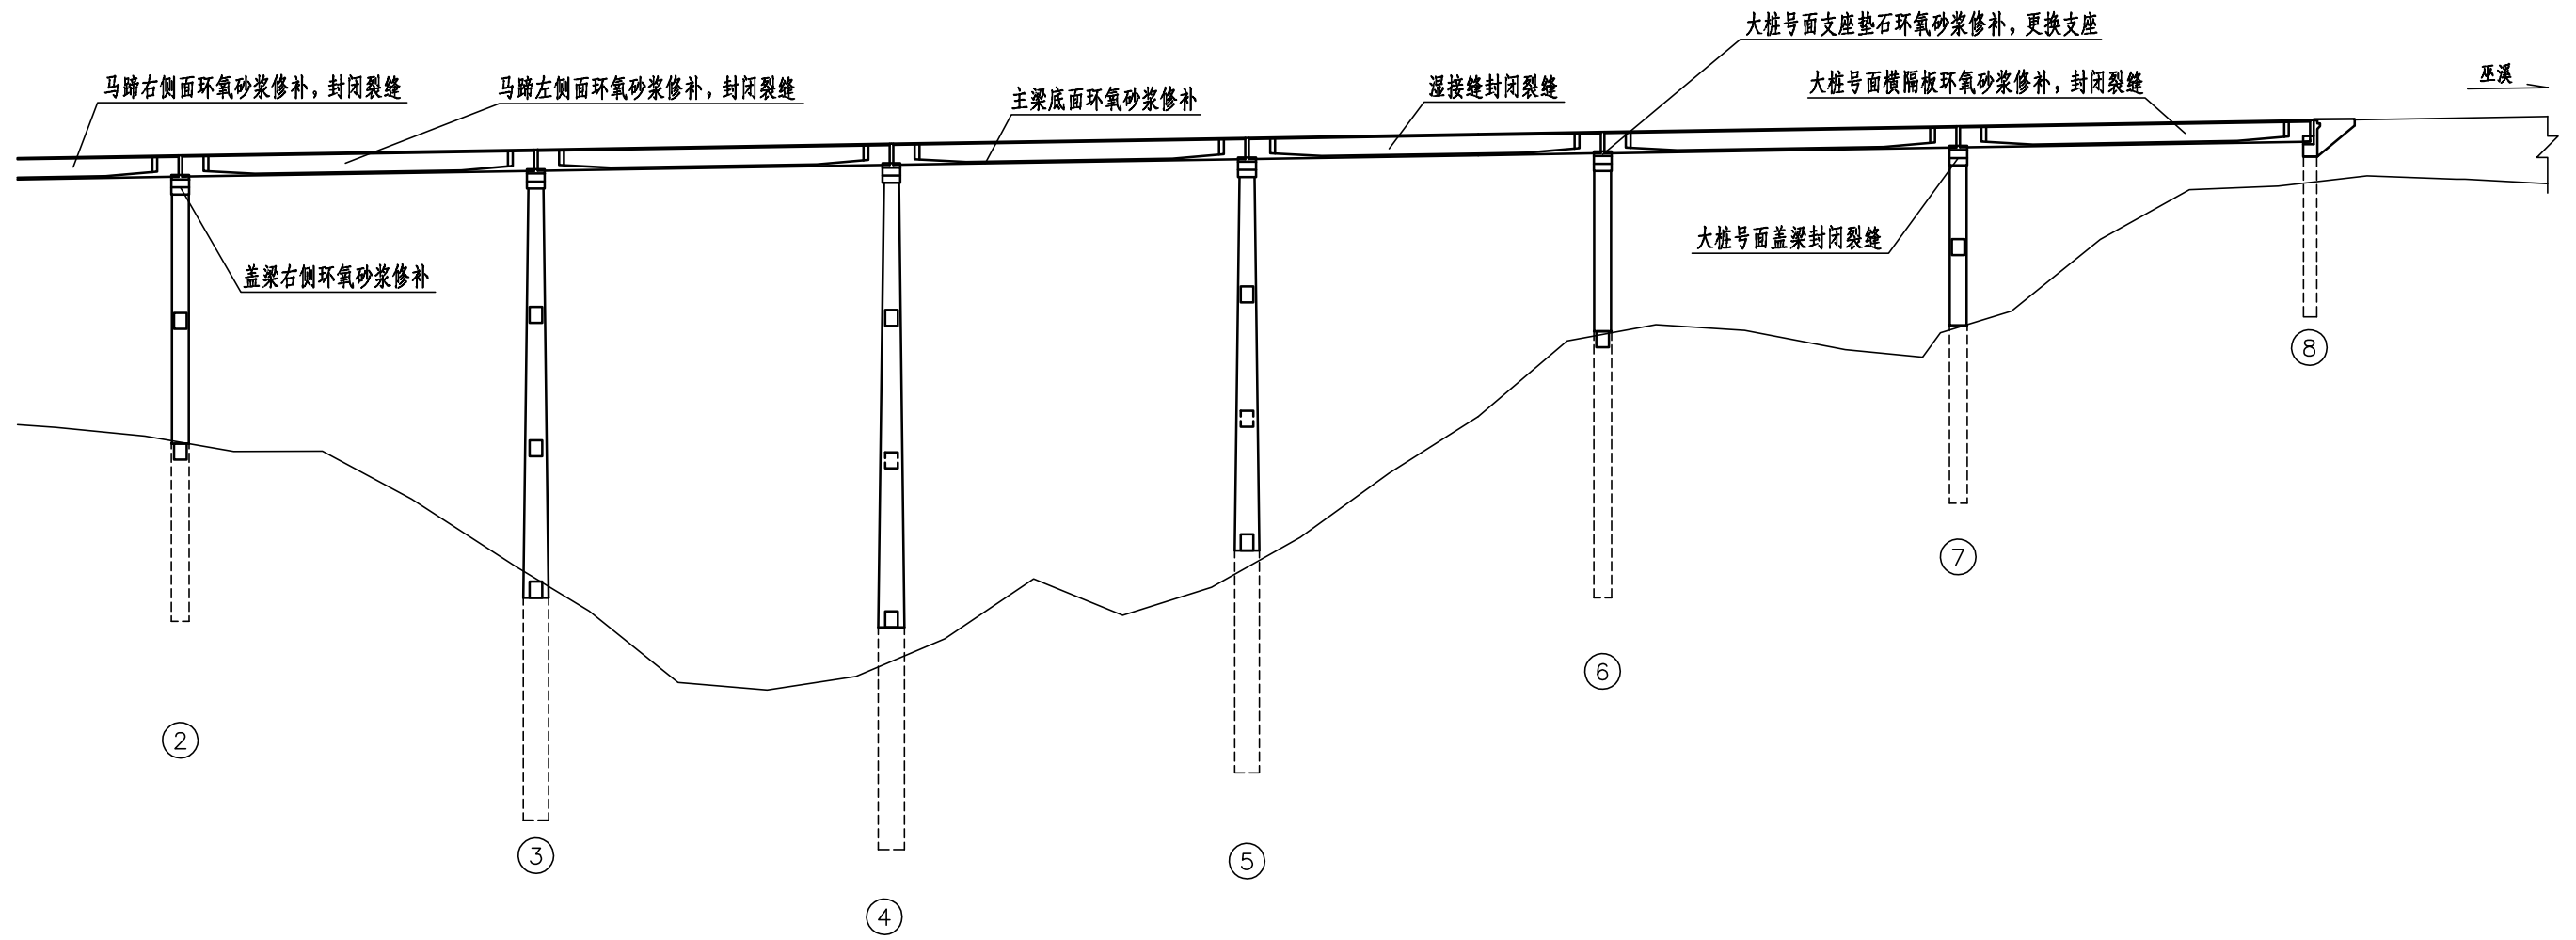 大桩号面支座垫石环氧砂浆修补，更换支座
马蹄右侧面环氧砂浆修补，封闭裂缝
马蹄左侧面环氧砂浆修补，封闭裂缝
主梁底面环氧砂浆修补
湿接缝封闭裂缝
大桩号面横隔板环氧砂浆修补，封闭裂缝
巫溪
盖梁右侧环氧砂浆修补
大桩号面盖梁封闭裂缝
8
7
6
2
3
5
4